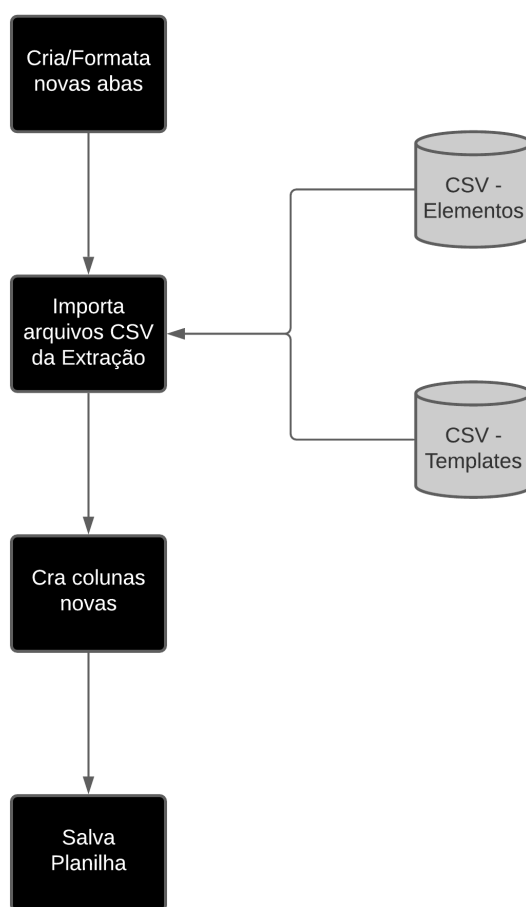 Cria/Formata
novas abas
CSV -
Elementos
Importa
arquivos CSV
da Extração
CSV -
Templates
Cra colunas
novas
Salva
Planilha